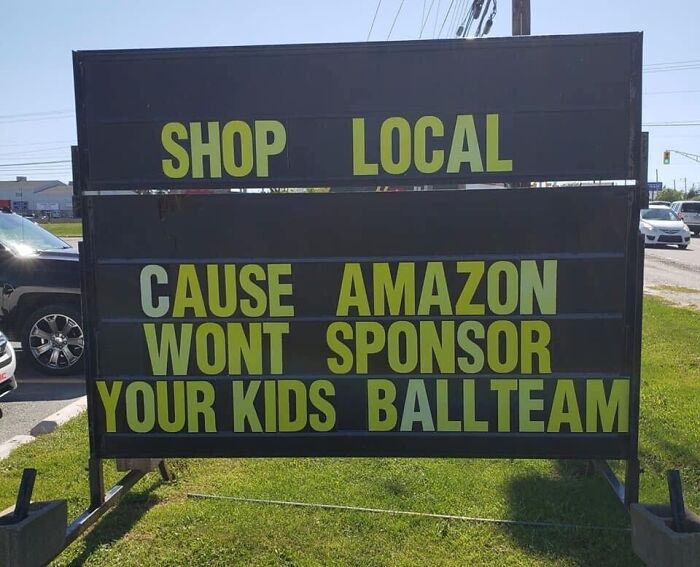 SHOP LOCAL
CAUSE AMAZON
WONT SPONSOR
YOUR KIDS BALLTEAM